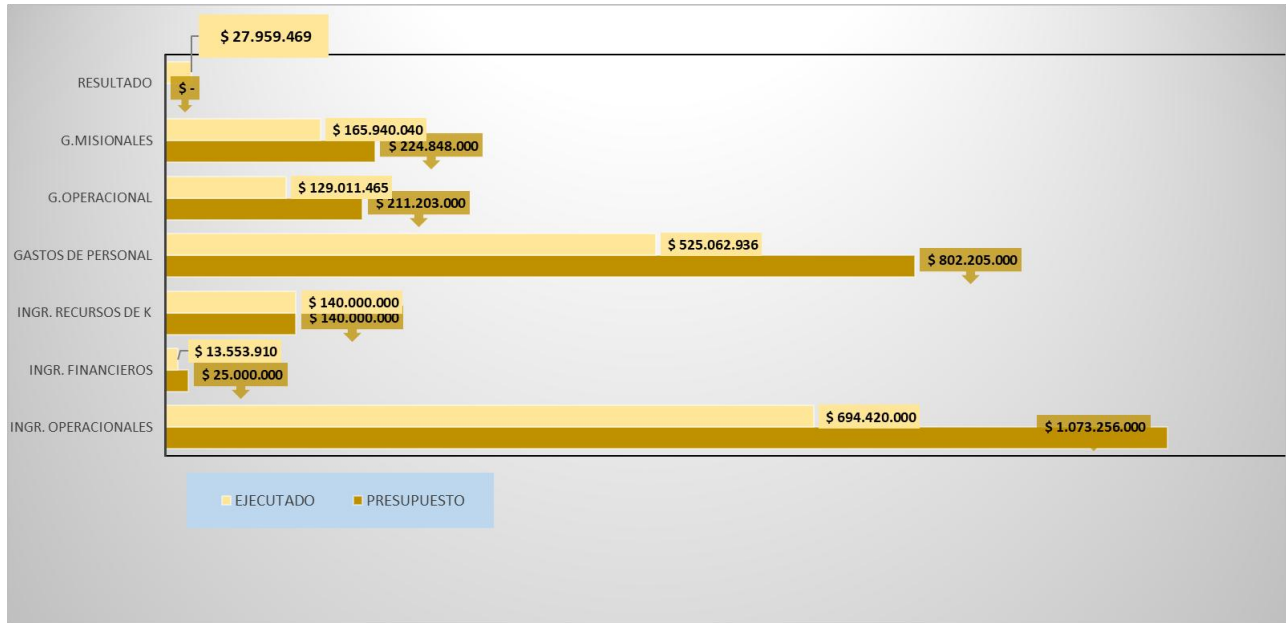 $ 27.959.469
RESULTADO
$ -
G.MISIONALES
$ 165.940.040
$ 224.848.000
G.OPERACIONAL
$ 129.011.465
$ 211.203.000
GASTOS DE PERSONAL
$ 525.062.936
$ 802.205.000
INGR. RECURSOS DE K
$ 140.000.000
$ 140.000.000
INGR. FINANCIEROS
$ 13.553.910
$ 25.000.000
INGR. OPERACIONALES
$ 694.420.000
$ 1.073.256.000
EJECUTADO
PRESUPUESTO